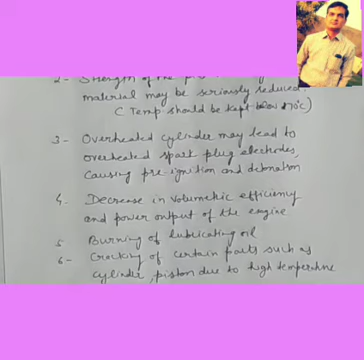 2- Strength of the
material may be seriously reduced.
( Temp should be kept below 270°C)
3- Overheated cylinder may lead to
overheated spark plug electrodes,
causing pre-ignition and detonation
4. Decrease in volumetric efficiency
and power output of the engine
5 Burning of lubricating oil
6- Cracking of certain parts such as
cylinder, piston due to high temperature